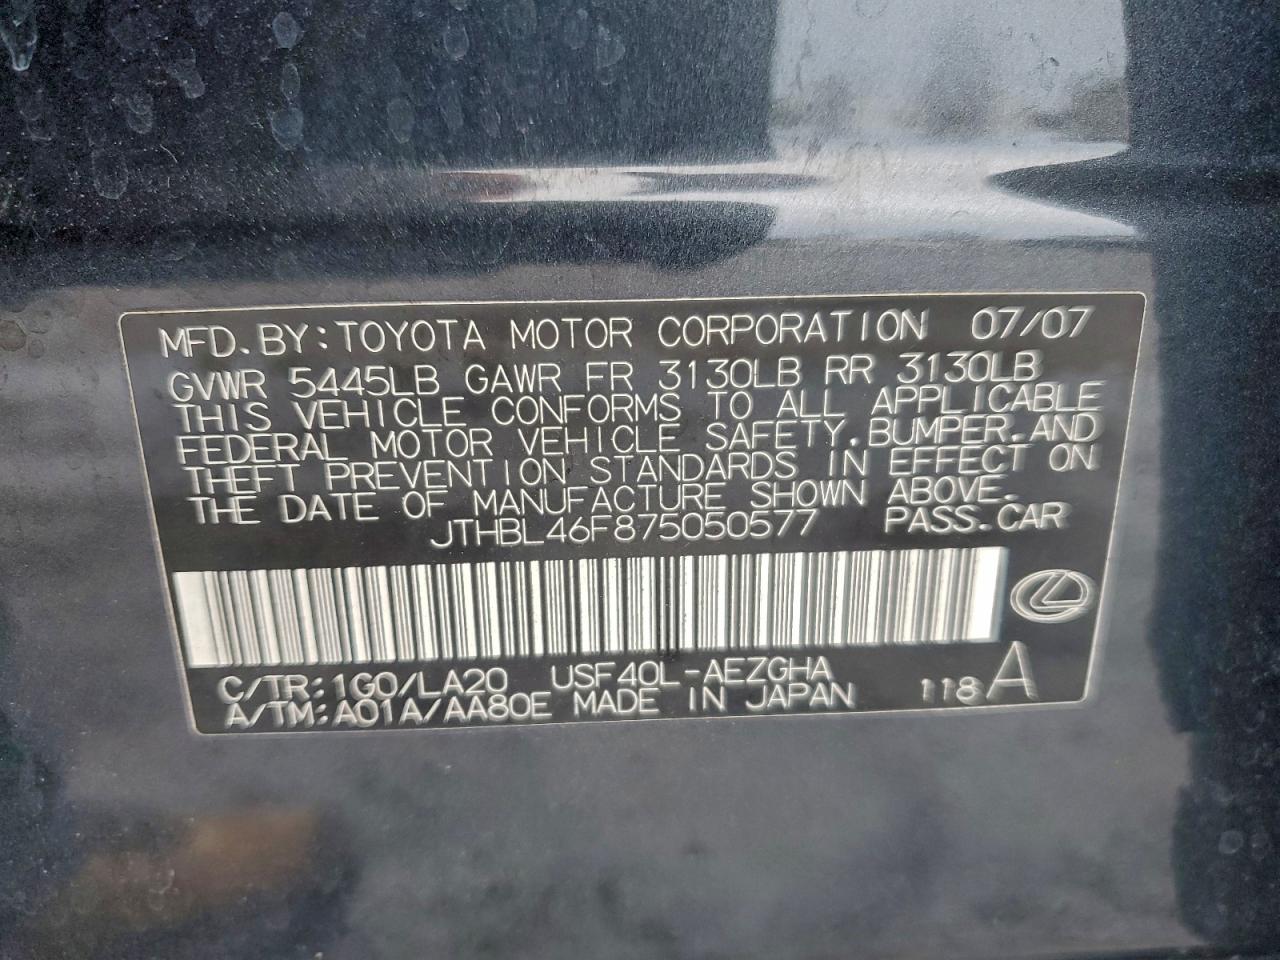 MFD.BY:TOYOTA MOTOR CORPORATION 07/07
GVWR 5445LB GAWR FR 3130LB RR 3130LB
THIS VEHICLE CONFORMS TO ALL APPLICABLE
FEDERAL MOTOR VEHICLE SAFETY,BUMPER,AND
THEFT PREVENTION STANDARDS IN EFFECT ON
THE DATE OF MANUFACTURE SHOWN ABOVE.
JTHBL46F875050577 PASS.CAR
C/TR:1G0/LA20 USF40L-AEZGHA
A/TM:A01A/AA80E MADE IN JAPAN 118 A